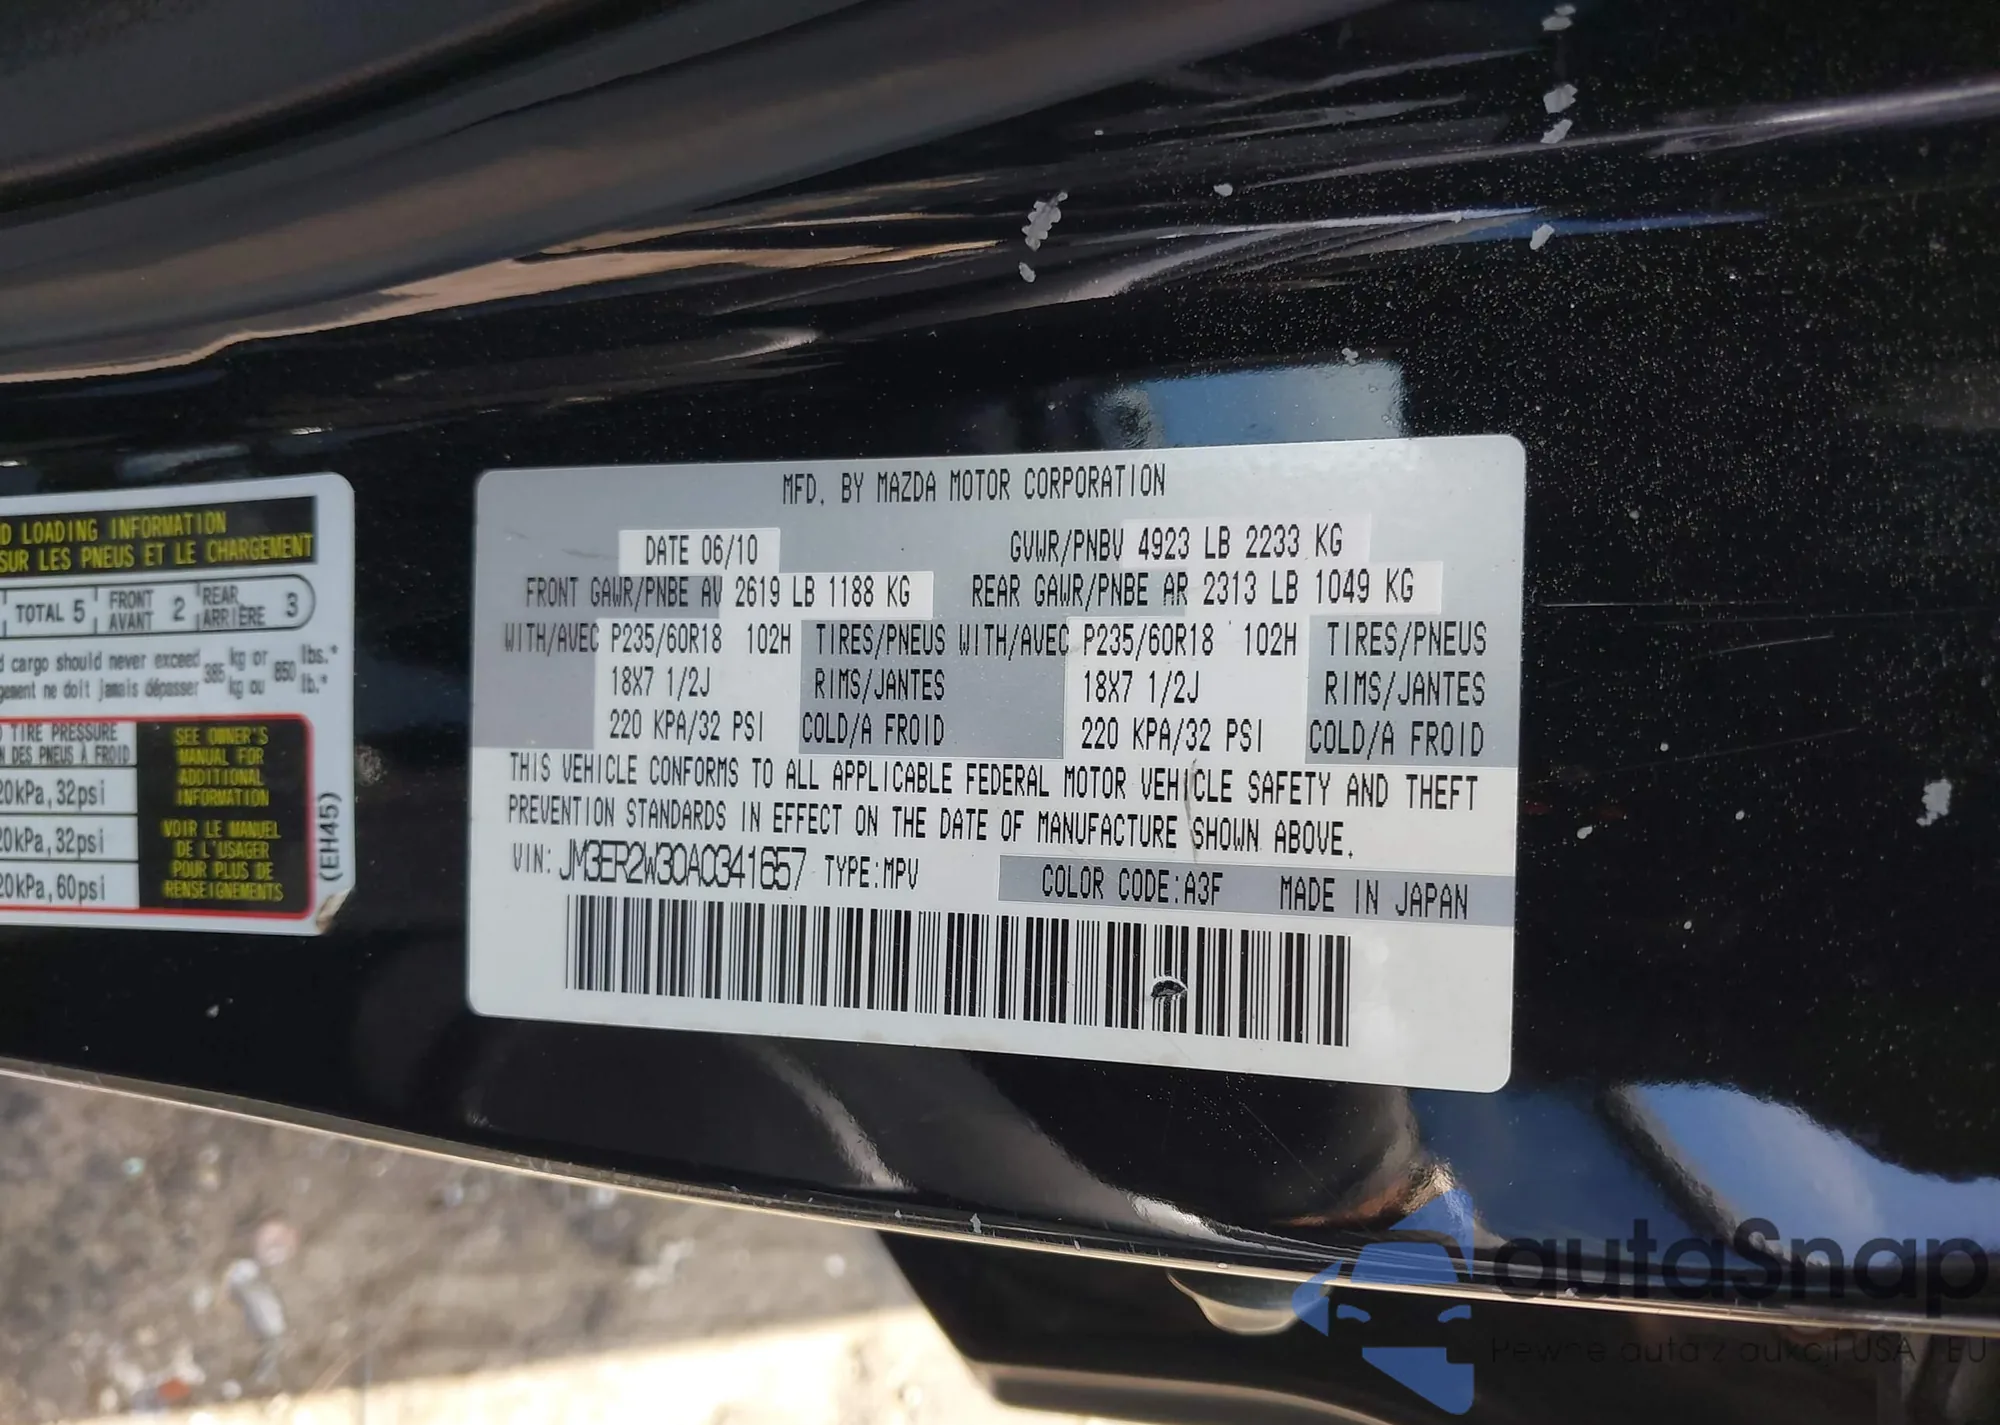 D LOADING INFORMATION
SUR LES PNEUS ET LE CHARGEMENT
TOTAL 5 FRONT AVANT 2 REAR ARRIÈRE 3
d cargo should never exceed 385 kg or 850 lbs.*
gement ne doit jamais dépasser kg ou lb.*
TIRE PRESSURE
DES PNEUS À FROID
20kPa,32psi
20kPa,32psi
20kPa,60psi
SEE OWNER'S
MANUAL FOR
ADDITIONAL
INFORMATION
VOIR LE MANUEL
DE L'USAGER
POUR PLUS DE
RENSEIGNEMENTS
(EH45)
MFD. BY MAZDA MOTOR CORPORATION
DATE 06/10 GVWR/PNBV 4923 LB 2233 KG
FRONT GAWR/PNBE AV 2619 LB 1188 KG REAR GAWR/PNBE AR 2313 LB 1049 KG
WITH/AVEC P235/60R18 102H TIRES/PNEUS WITH/AVEC P235/60R18 102H TIRES/PNEUS
18X7 1/2J RIMS/JANTES 18X7 1/2J RIMS/JANTES
220 KPA/32 PSI COLD/A FROID 220 KPA/32 PSI COLD/A FROID
THIS VEHICLE CONFORMS TO ALL APPLICABLE FEDERAL MOTOR VEHICLE SAFETY AND THEFT
PREVENTION STANDARDS IN EFFECT ON THE DATE OF MANUFACTURE SHOWN ABOVE.
VIN: JM3ER2W30A0341657 TYPE:MPV COLOR CODE:A3F MADE IN JAPAN
autaSnap
Pewne auta z aukcji USA i EU